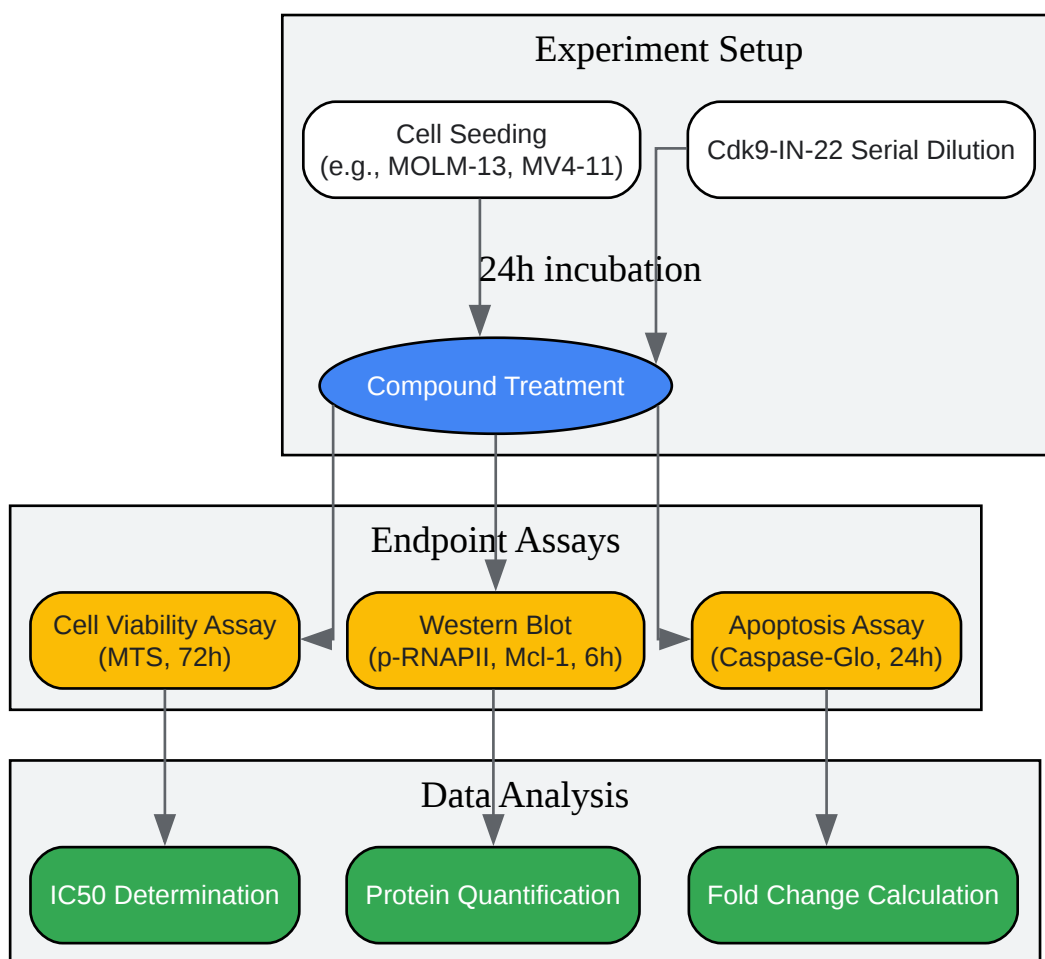 Experiment Setup
Cell Seeding
(e.g., MOLM-13, MV4-11)
Cdk9-IN-22 Serial Dilution
24h incubation
Compound Treatment
Endpoint Assays
Cell Viability Assay
(MTS, 72h)
Western Blot
(p-RNAPII, Mcl-1, 6h)
Apoptosis Assay
(Caspase-Glo, 24h)
Data Analysis
IC50 Determination
Protein Quantification
Fold Change Calculation